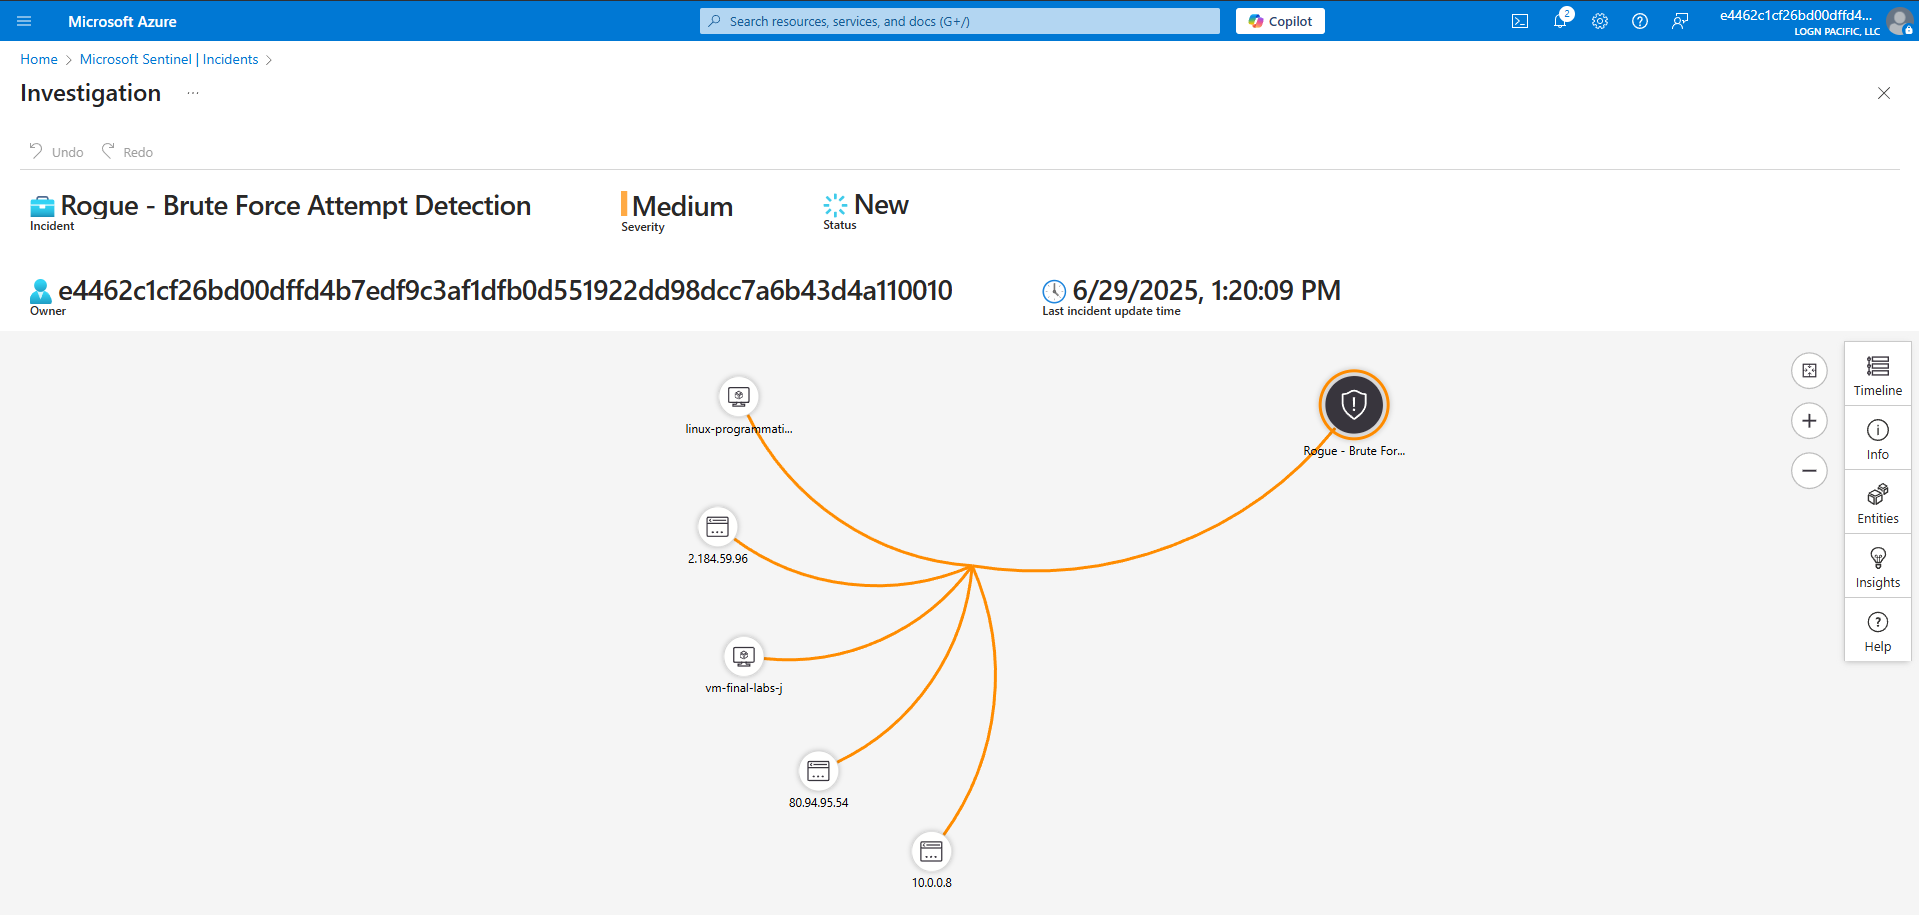 Microsoft Azure
Search resources, services, and docs (G+/)
Copilot
2
e4462c1cf26bd00dffd4...
LOGN PACIFIC, LLC
Home > Microsoft Sentinel | Incidents >
Investigation ...
Undo Redo
Rogue - Brute Force Attempt Detection
Incident
Medium
Severity
New
Status
e4462c1cf26bd00dffd4b7edf9c3af1dfb0d551922dd98dcc7a6b43d4a110010
Owner
6/29/2025, 1:20:09 PM
Last incident update time
linux-programmati...
Rogue - Brute For...
2.184.59.96
vm-final-labs-j
80.94.95.54
10.0.0.8
Timeline
Info
Entities
Insights
Help